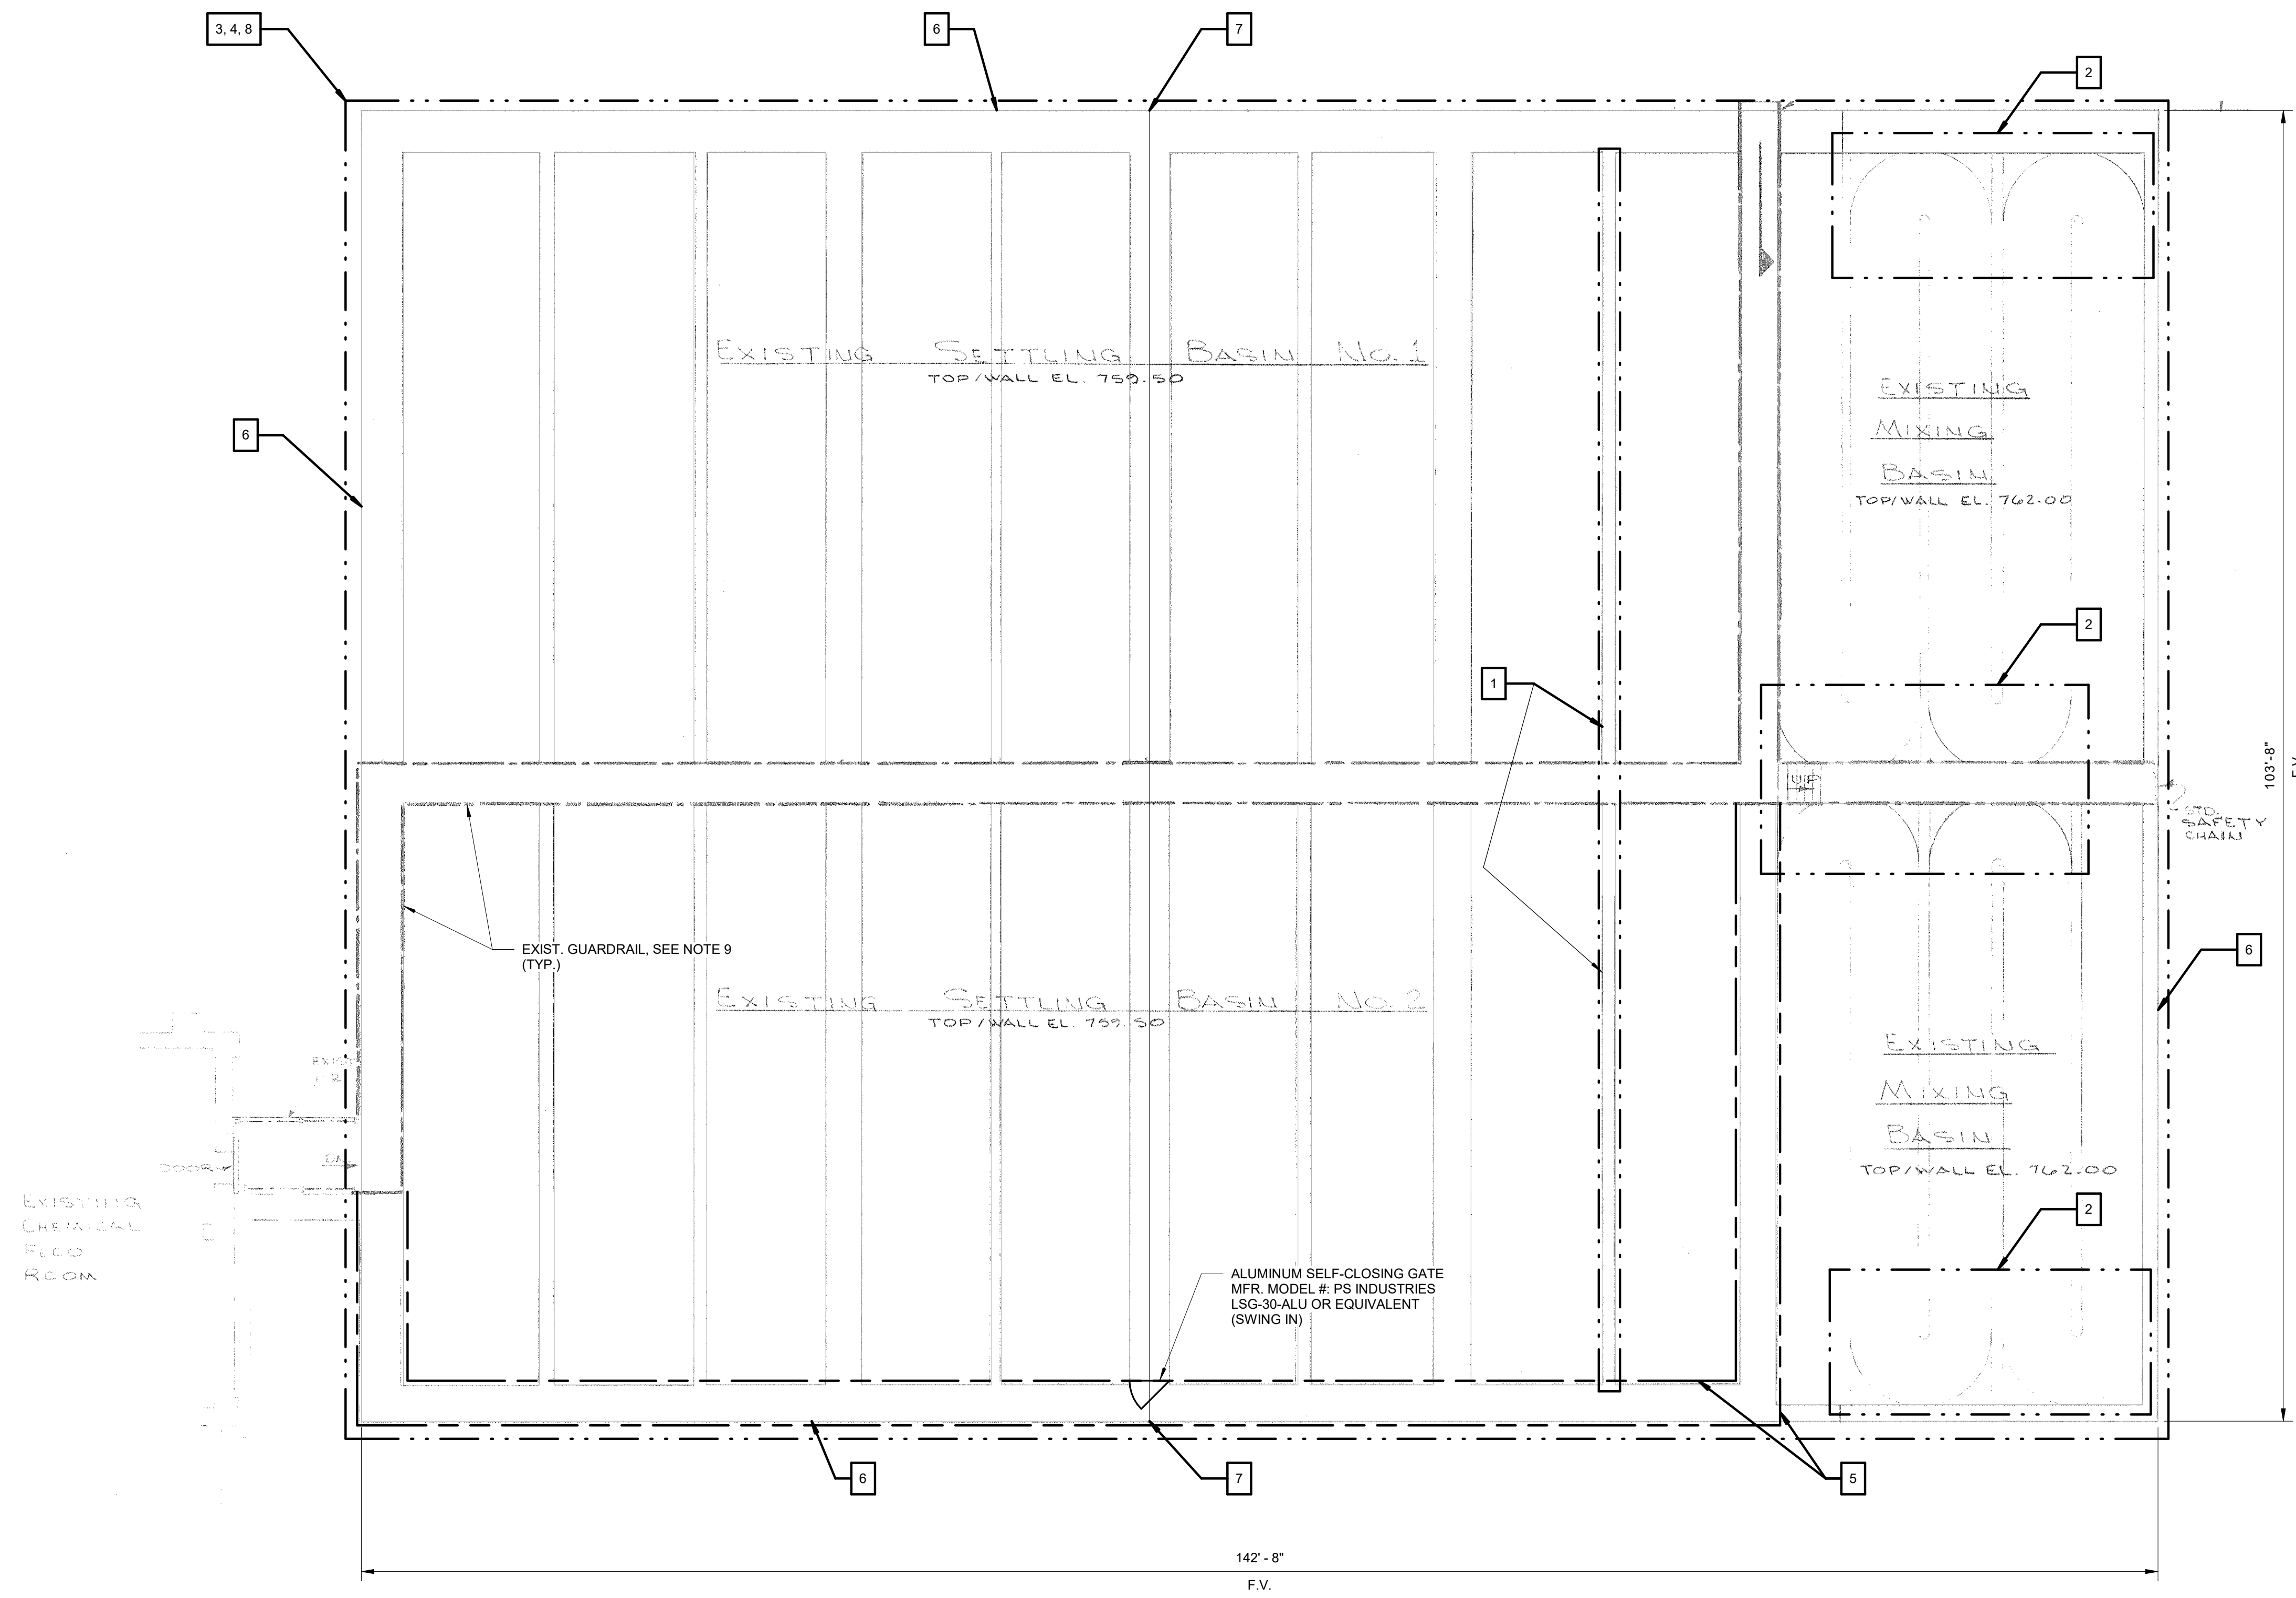 3, 4, 8
6
7
2
EXISTING SETTLING BASIN NO. 1
TOP/WALL EL. 759.50
EXISTING
MIXING
BASIN
TOP/WALL EL. 762.00
6
2
1
103'-8"
UP
STD.
SAFETY
CHAIN
EXIST. GUARDRAIL, SEE NOTE 9
(TYP.)
6
EXISTING SETTLING BASIN NO. 2
TOP/WALL EL. 759.50
EXISTING
MIXING
BASIN
TOP/WALL EL. 762.00
DOOR
DN.
EXISTING
CHEMICAL
FEED
ROOM
2
ALUMINUM SELF-CLOSING GATE
MFR. MODEL #: PS INDUSTRIES
LSG-30-ALU OR EQUIVALENT
(SWING IN)
6
7
5
142' - 8"
F.V.